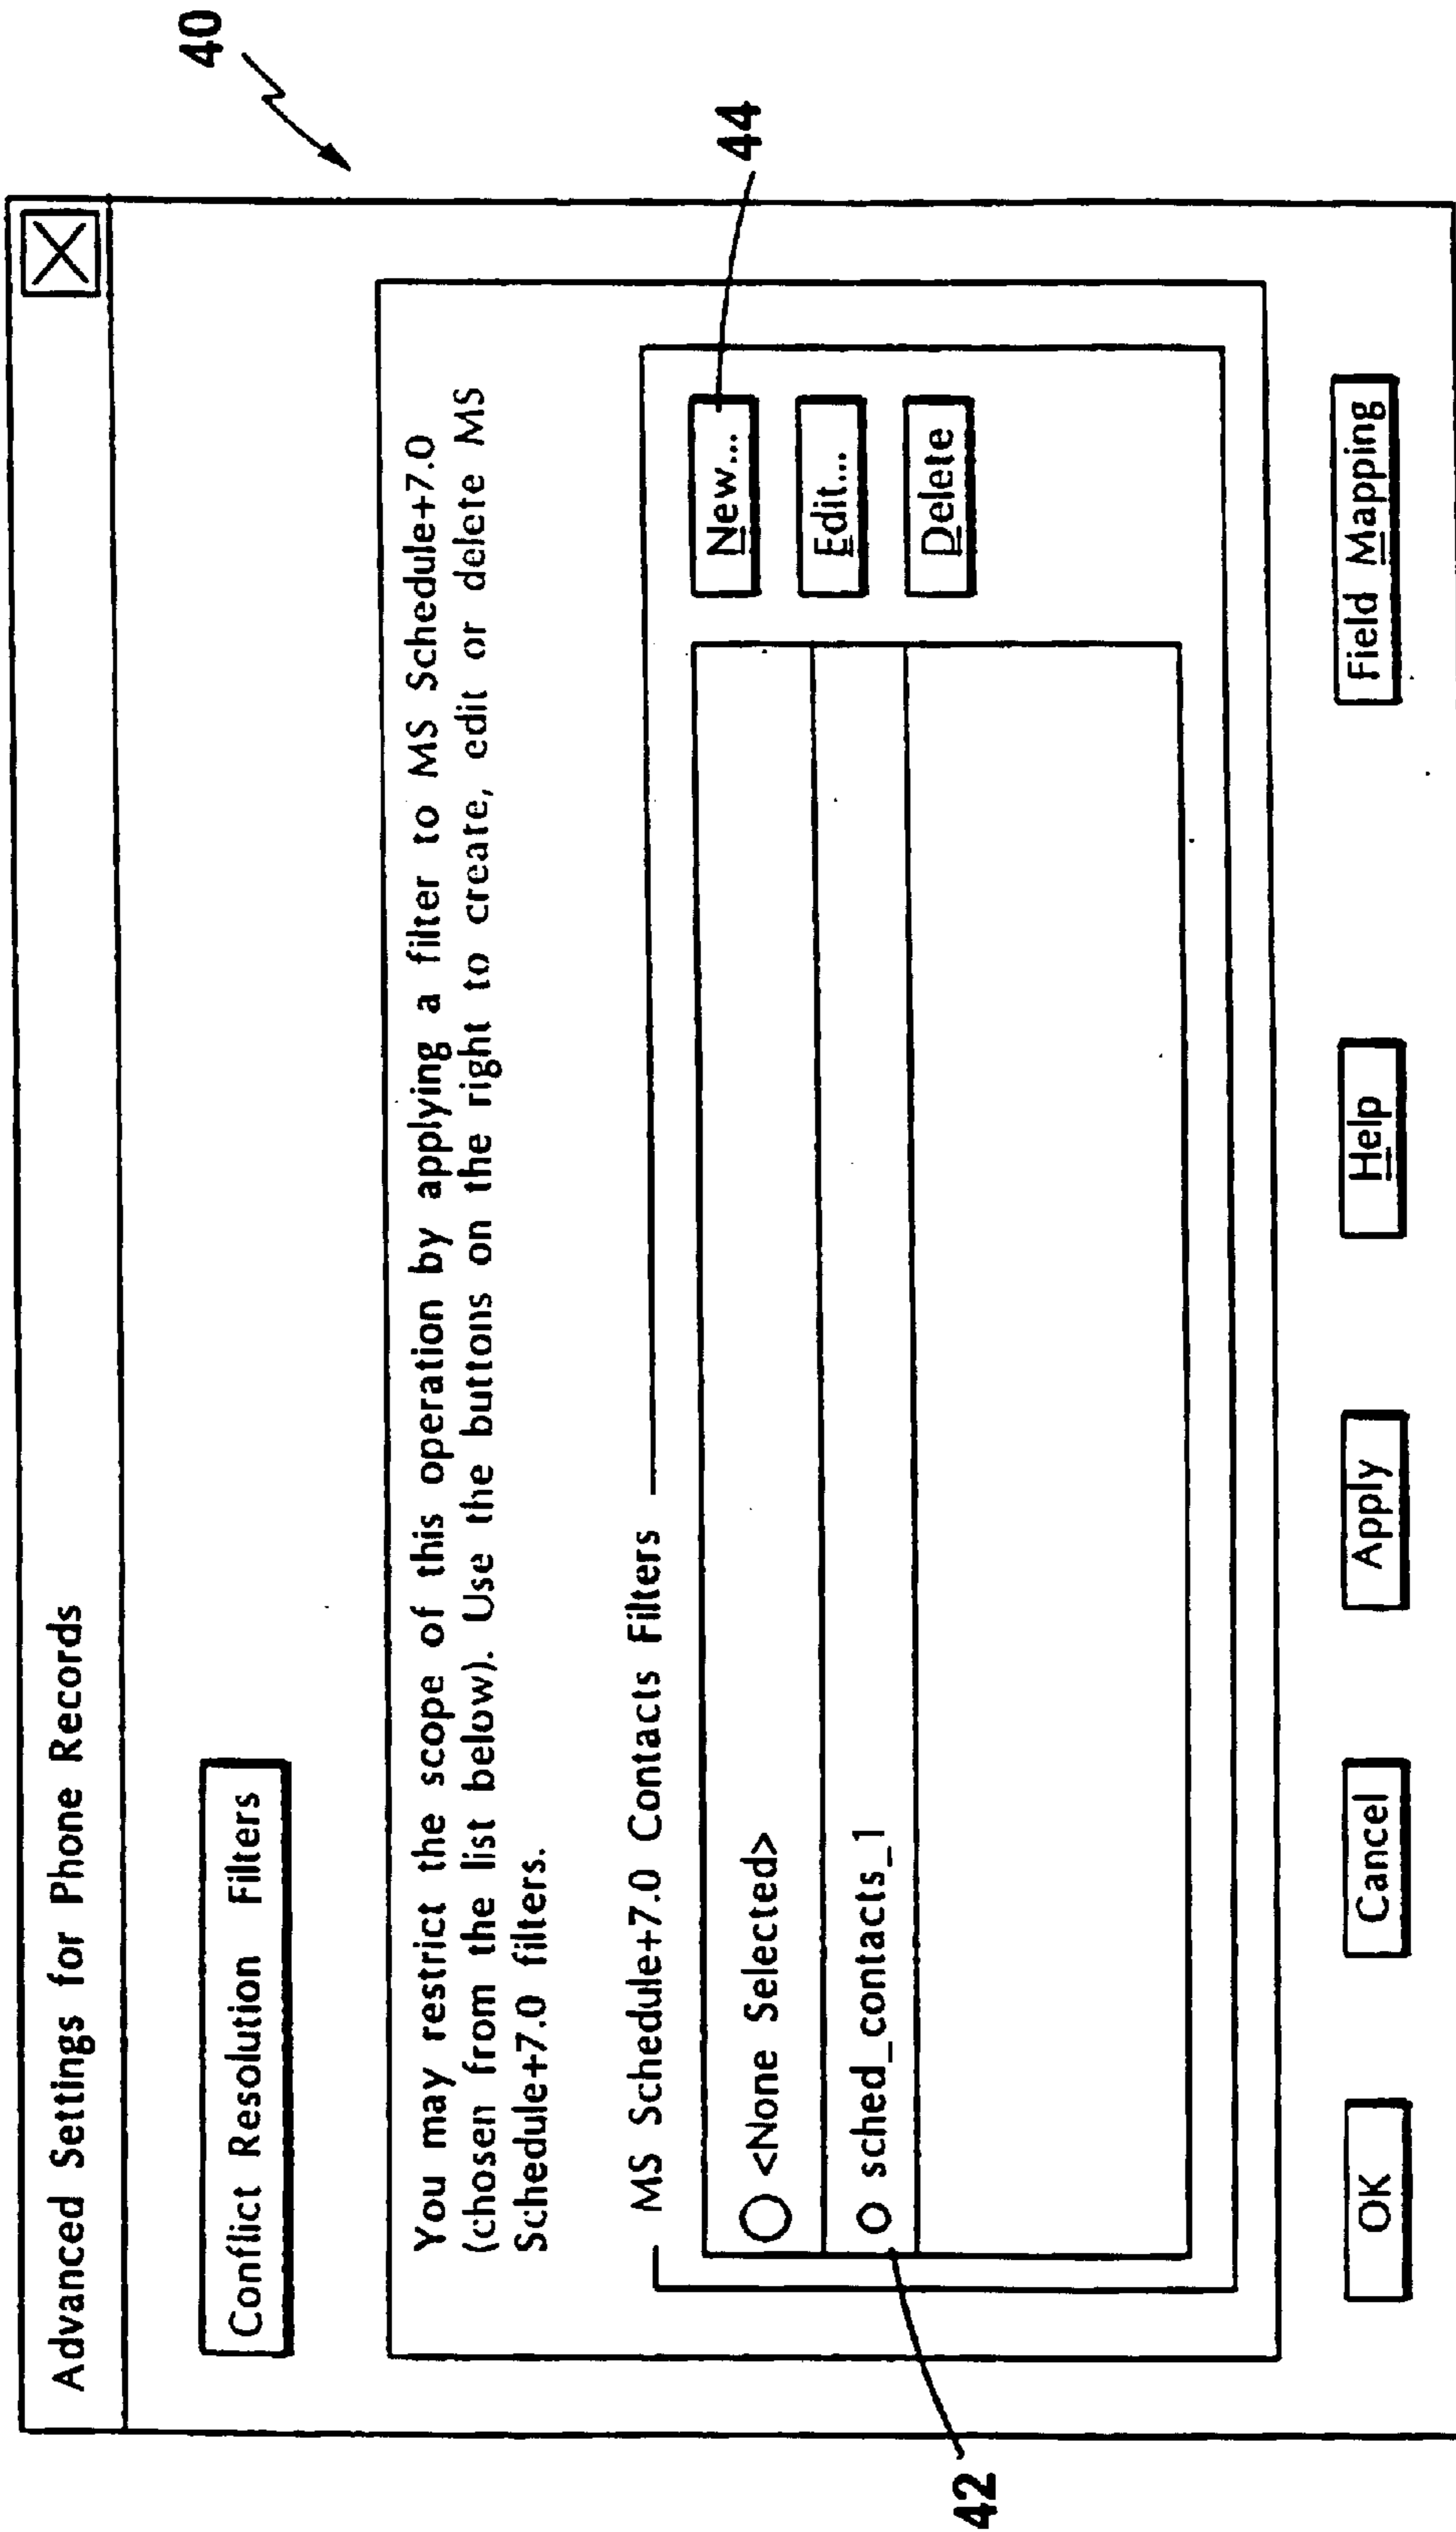 40
Advanced Settings for Phone Records
Conflict Resolution Filters
You may restrict the scope of this operation by applying a filter to MS Schedule+7.0
(chosen from the list below). Use the buttons on the right to create, edit or delete MS
Schedule+7.0 filters.
MS Schedule+7.0 Contacts Filters
44
<None Selected>
New...
sched_contacts_1
Edit...
Delete
42
OK
Cancel
Apply
Help
Field Mapping